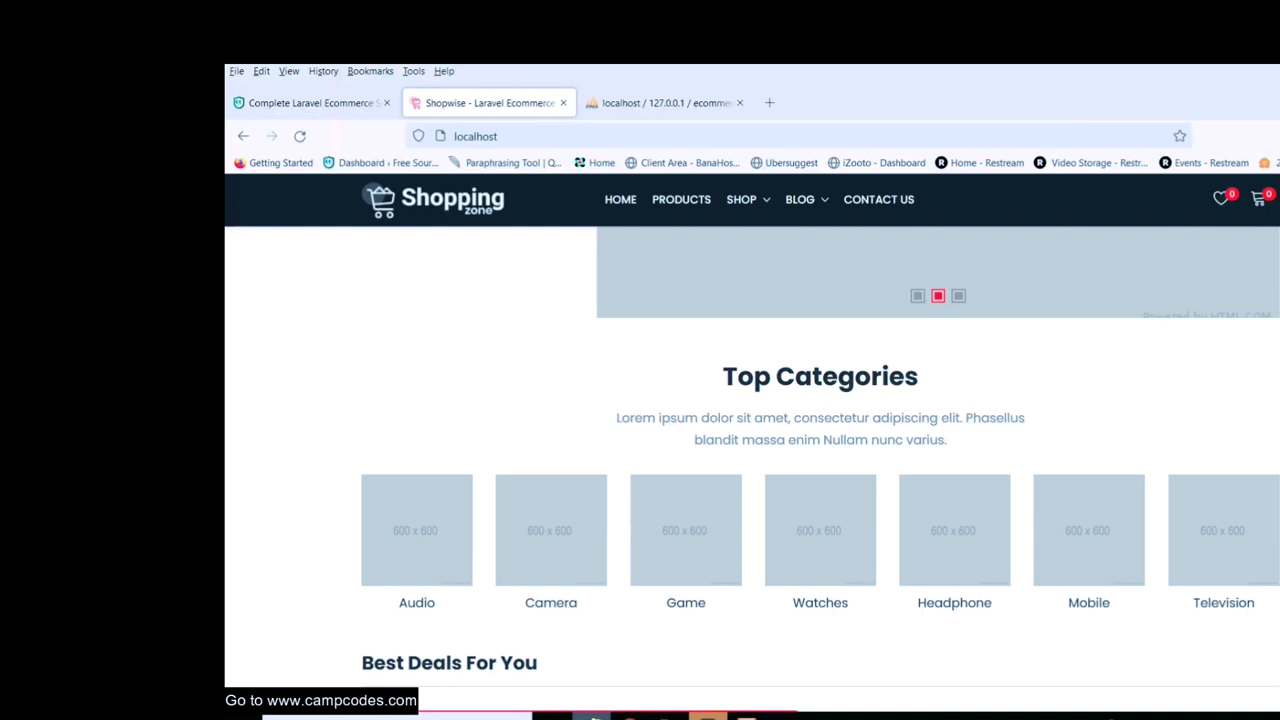 File Edit View History Bookmarks Tools Help
Complete Laravel Ecommerce S Shopwise - Laravel Ecommerce localhost / 127.0.0.1 / ecomme
localhost
Getting Started Dashboard ‹ Free Sour... Paraphrasing Tool | Q... Home Client Area - BanaHos... Ubersuggest iZooto - Dashboard Home - Restream Video Storage - Restr... Events - Restream 2
Shopping zone HOME PRODUCTS SHOP BLOG CONTACT US 0 0
Powered by HTML.COM
Top Categories
Lorem ipsum dolor sit amet, consectetur adipiscing elit. Phasellus
blandit massa enim Nullam nunc varius.
600 x 600 600 x 600 600 x 600 600 x 600 600 x 600 600 x 600 600 x 600
Audio Camera Game Watches Headphone Mobile Television
Best Deals For You
Go to www.campcodes.com